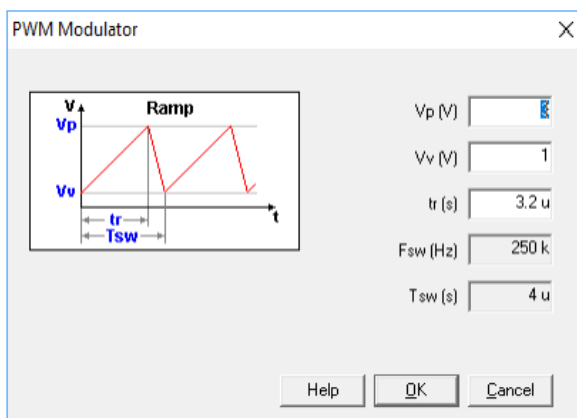 PWM Modulator
V
Ramp
Vp
Vv
tr
t
Tsw
Vp (V)
Vv (V) 1
tr (s) 3.2 u
Fsw (Hz) 250 k
Tsw (s) 4 u
Help
OK
Cancel